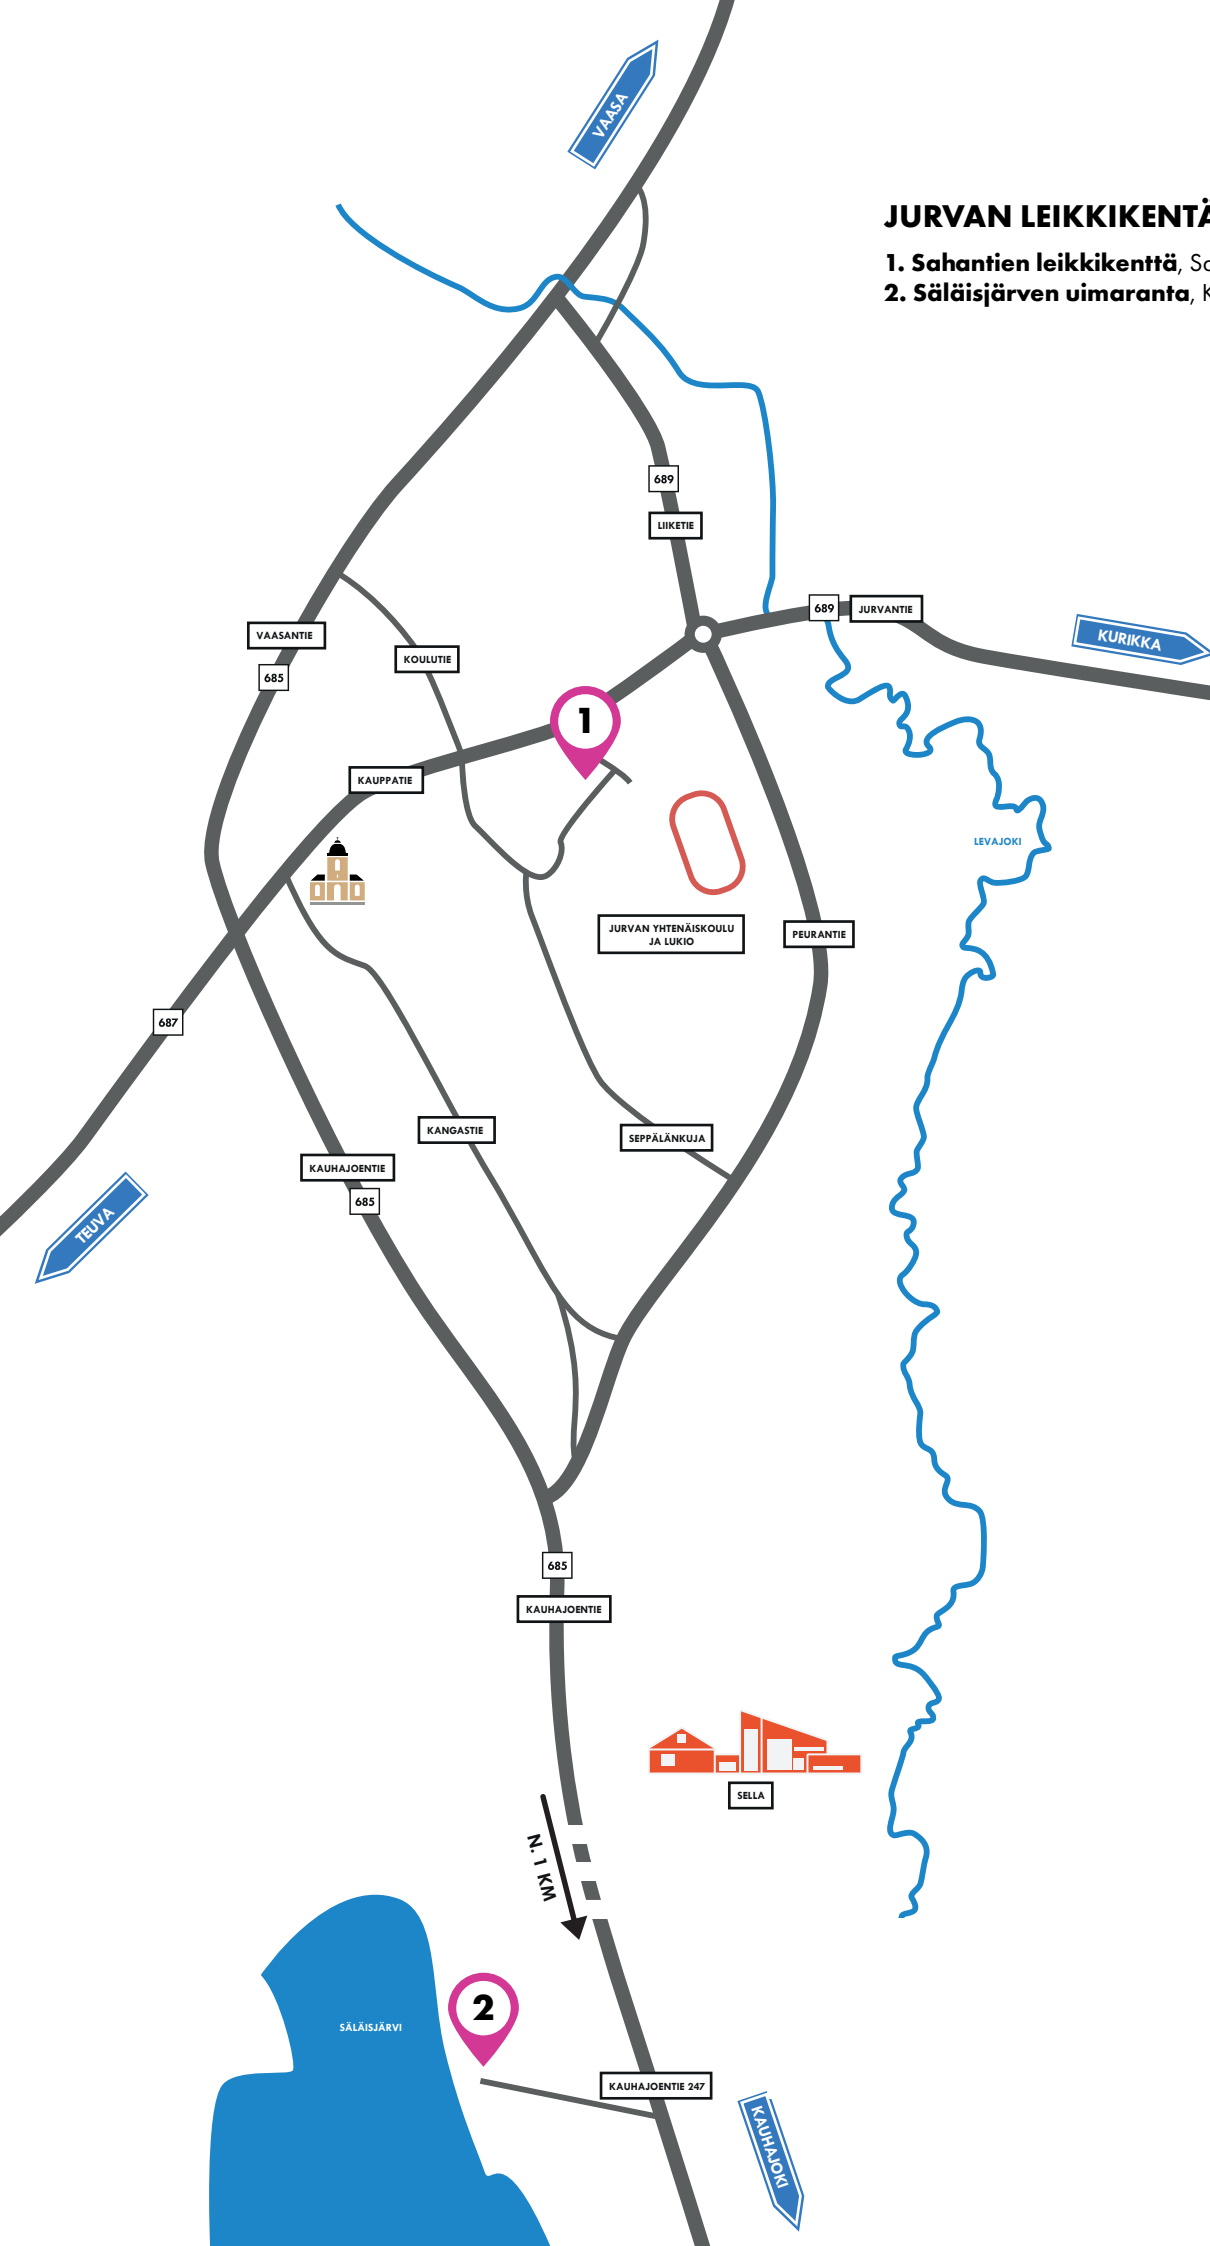 VAASA
JURVAN LEIKKIKENTÄ
1. Sahantien leikkikenttä,
2. Säläisjärven uimaranta,
689
LIIKETIE
689
JURVANTIE
KURIKKA
VAASANTIE
KOULUTIE
685
1
KAUPPATIE
LEVAJOKI
JURVAN YHTENÄISKOULU
JA LUKIO
PEURANTIE
687
KANGASTIE
SEPPÄLÄNKUJA
KAUHAJOENTIE
685
TEUVA
685
KAUHAJOENTIE
SELLA
N. 1 KM
2
SÄLÄISJÄRVI
KAUHAJOENTIE 247
KAUHAJOKI